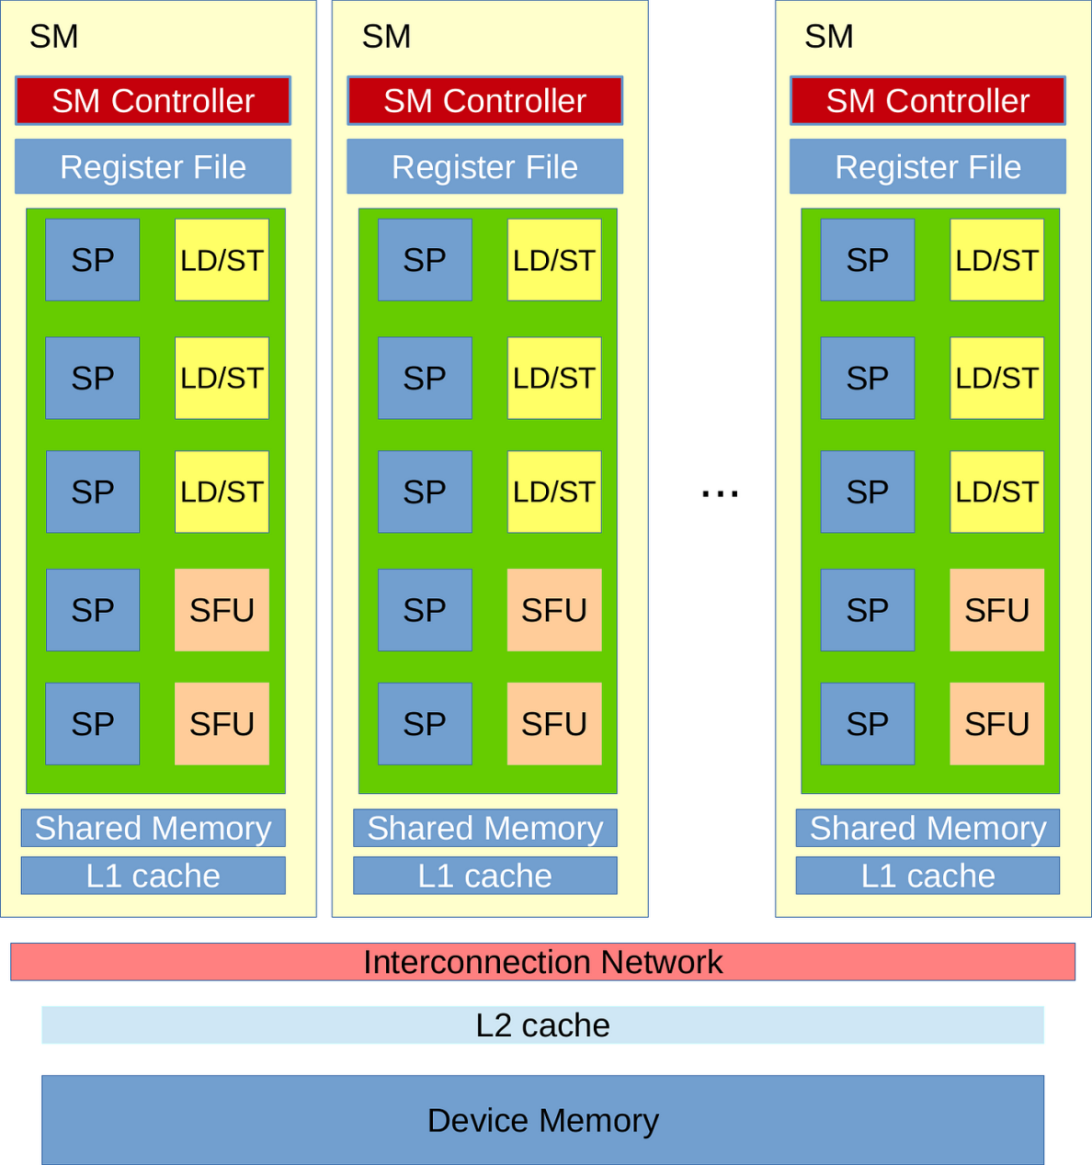 SM
SM Controller
Register File
SP
LD/ST
SP
LD/ST
SP
LD/ST
SP
SFU
SP
SFU
Shared Memory
L1 cache
SM
SM Controller
Register File
SP
LD/ST
SP
LD/ST
SP
LD/ST
SP
SFU
SP
SFU
Shared Memory
L1 cache
...
SM
SM Controller
Register File
SP
LD/ST
SP
LD/ST
SP
LD/ST
SP
SFU
SP
SFU
Shared Memory
L1 cache
Interconnection Network
L2 cache
Device Memory